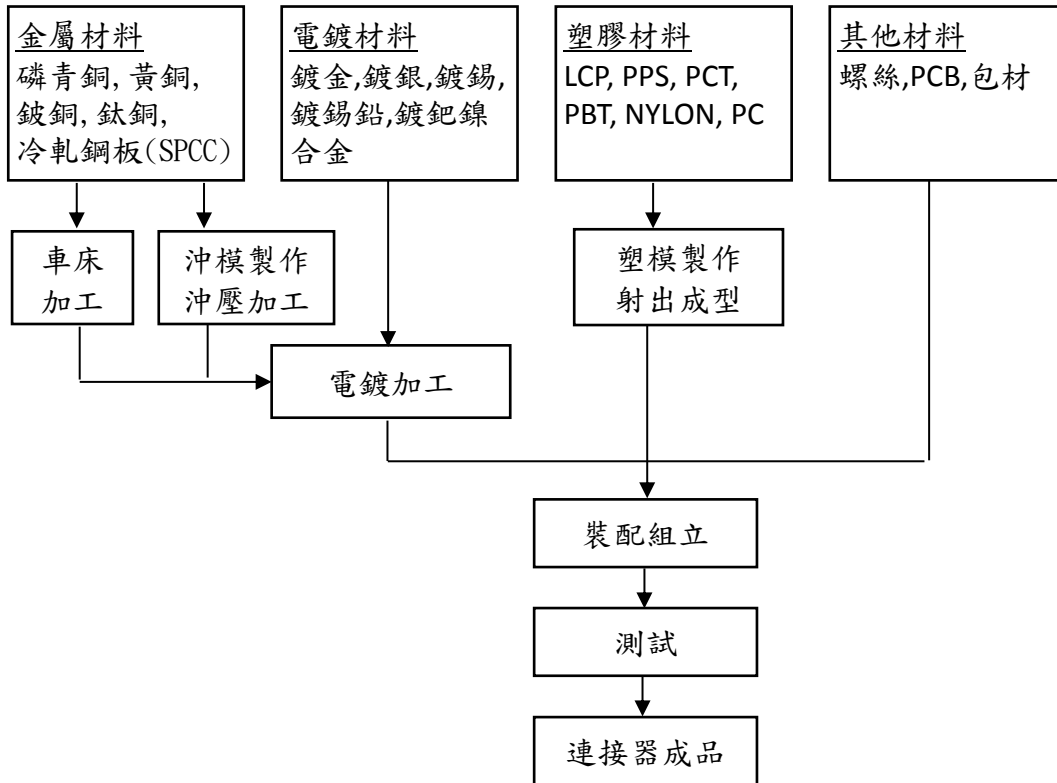 金屬材料
磷青銅, 黃銅,
鈹銅, 鈦銅,
冷軋鋼板(SPCC)
電鍍材料
鍍金,鍍銀,鍍錫,
鍍錫鉛,鍍鈀鎳
合金
塑膠材料
LCP, PPS, PCT,
PBT, NYLON, PC
其他材料
螺絲,PCB,包材
車床
加工
沖模製作
沖壓加工
塑模製作
射出成型
電鍍加工
裝配組立
測試
連接器成品